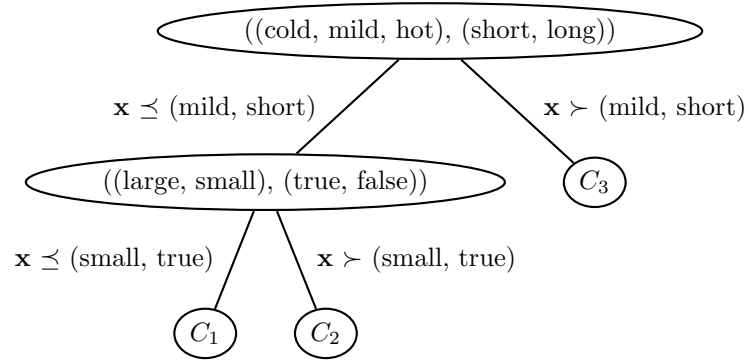 ((cold, mild, hot), (short, long))
𝐱 ⪯ (mild, short)
𝐱 ≻ (mild, short)
((large, small), (true, false))
C₃
𝐱 ⪯ (small, true)
𝐱 ≻ (small, true)
C₁
C₂